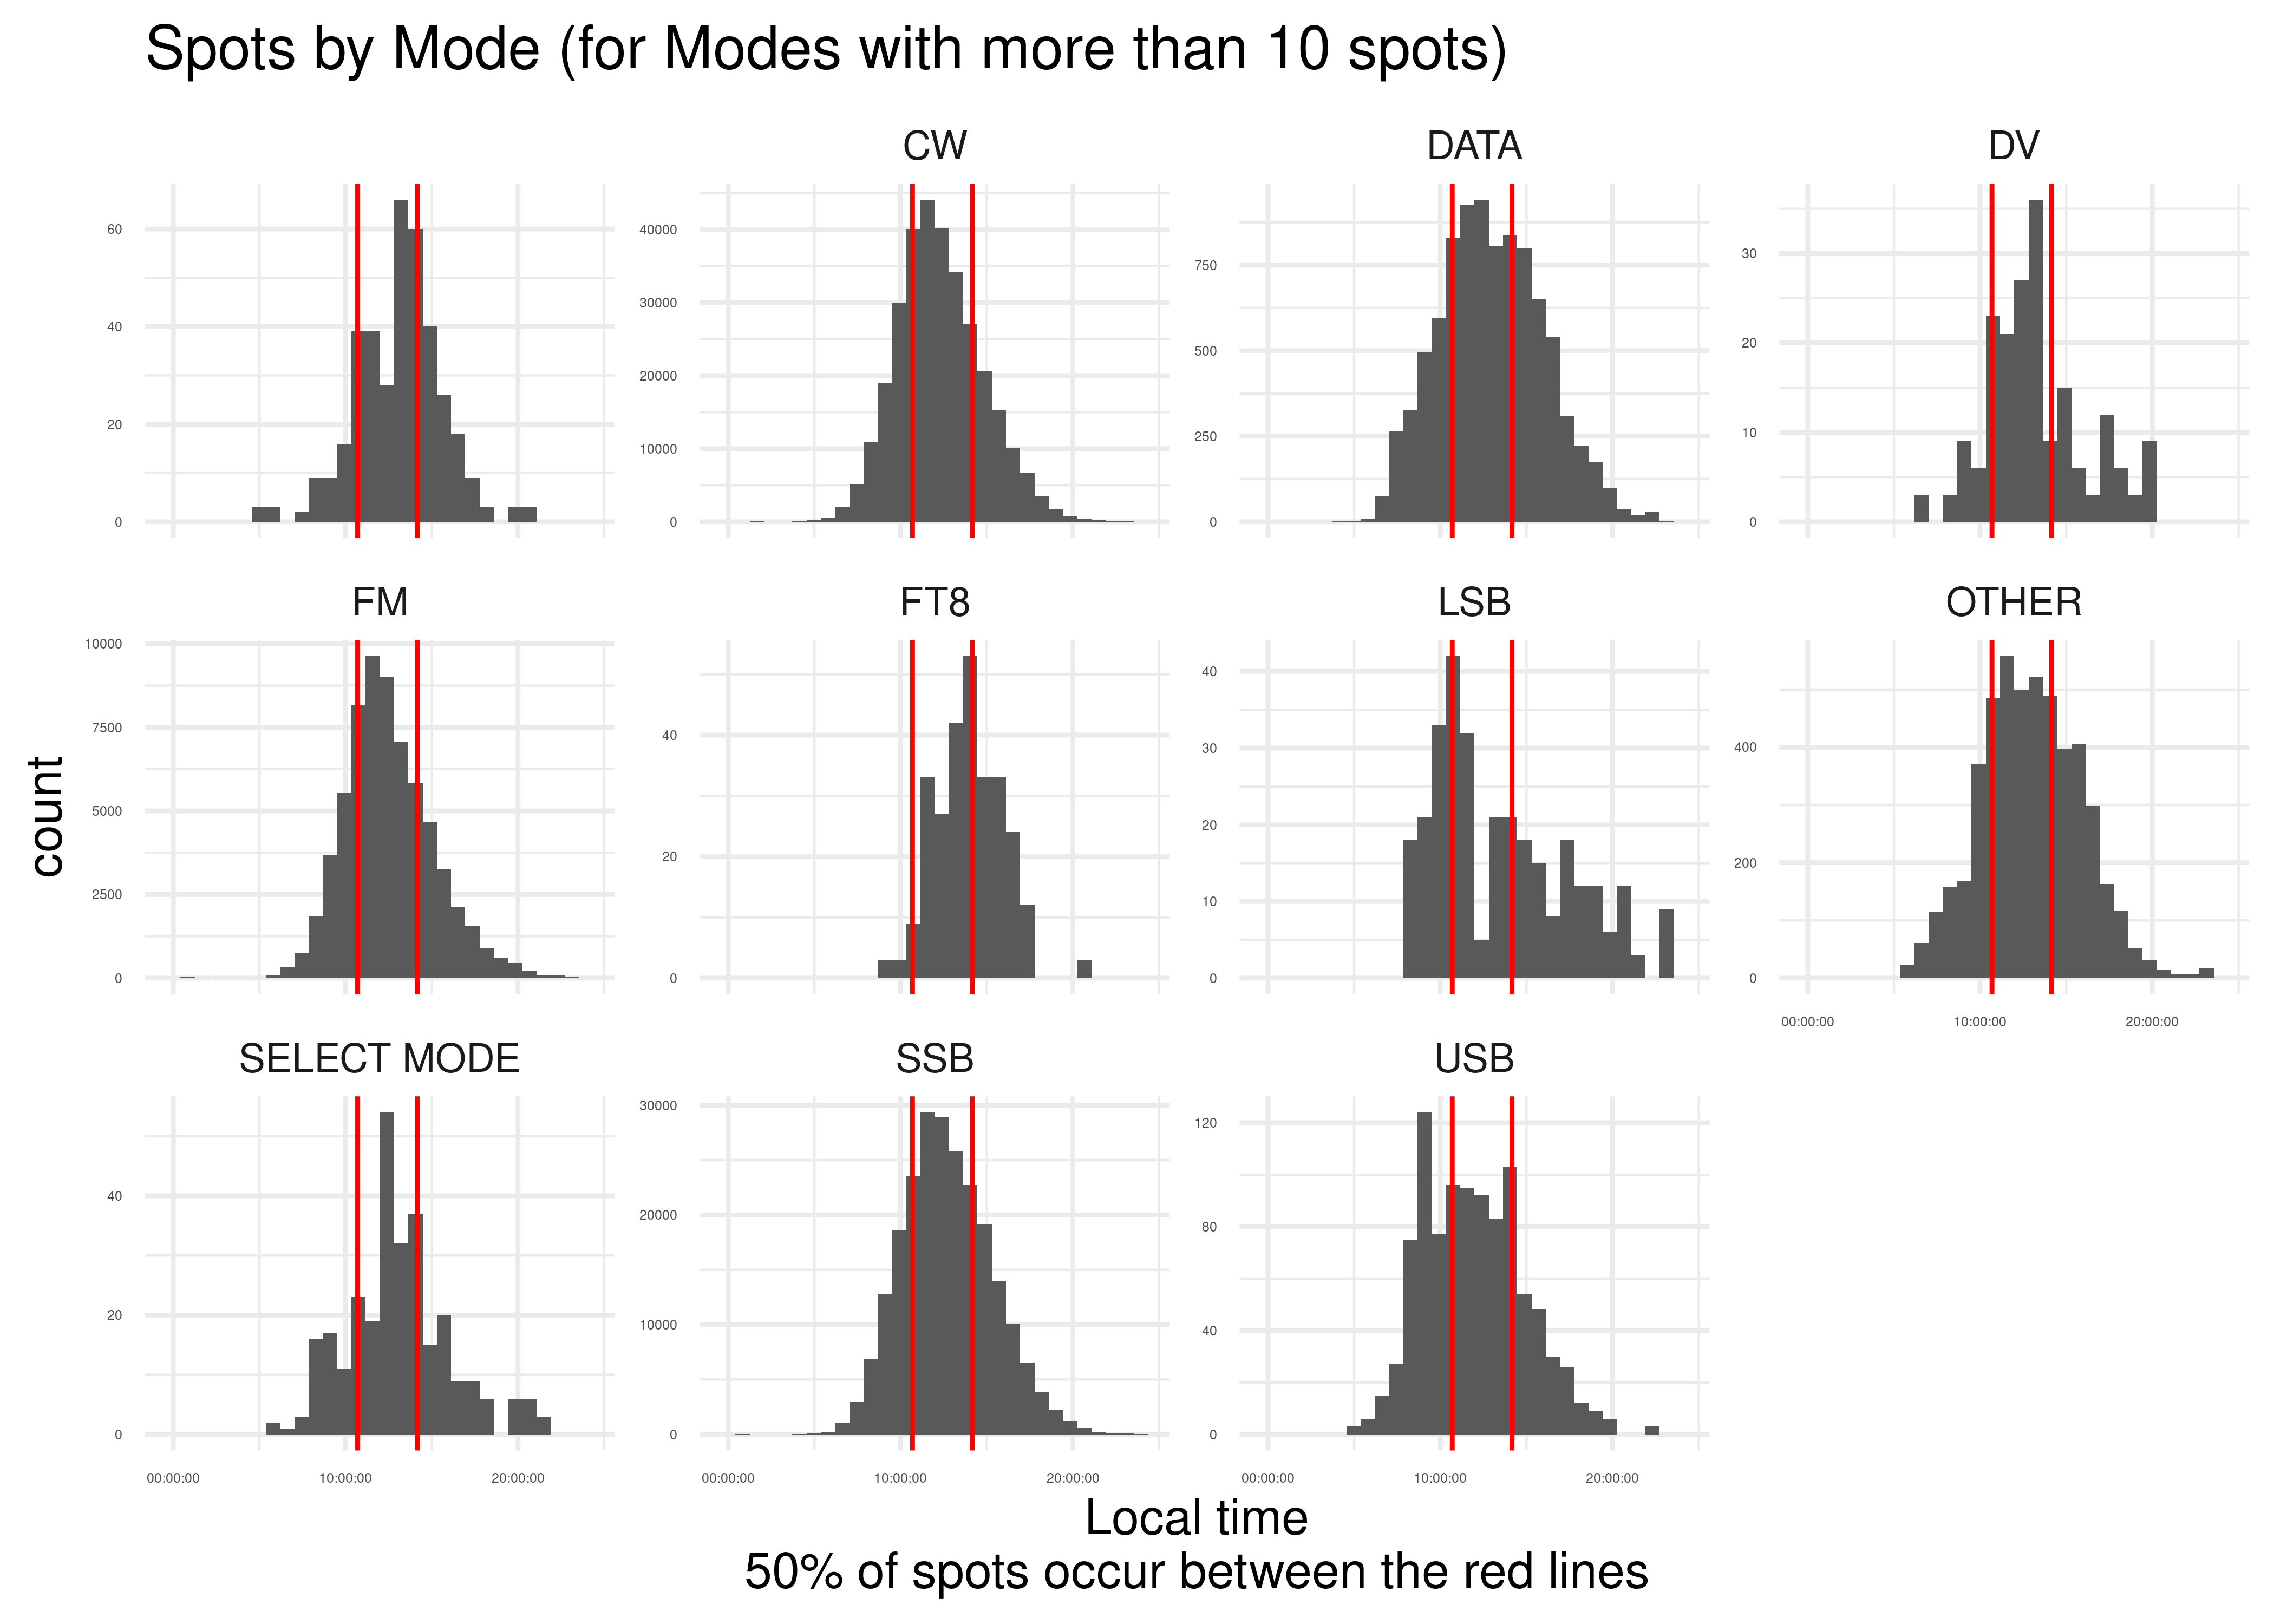 Spots by Mode (for Modes with more than 10 spots)
CW
DATA
DV
60
40
20
0
40000
30000
20000
10000
0
750
500
250
0
30
20
10
0
FM
FT8
LSB
OTHER
10000
7500
5000
2500
0
40
20
0
40
30
20
10
0
400
200
0
00:00:00 10:00:00 20:00:00
count
SELECT MODE
SSB
USB
40
20
0
30000
20000
10000
0
120
80
40
0
00:00:00 10:00:00 20:00:00
00:00:00 10:00:00 20:00:00
00:00:00 10:00:00 20:00:00
Local time
50% of spots occur between the red lines